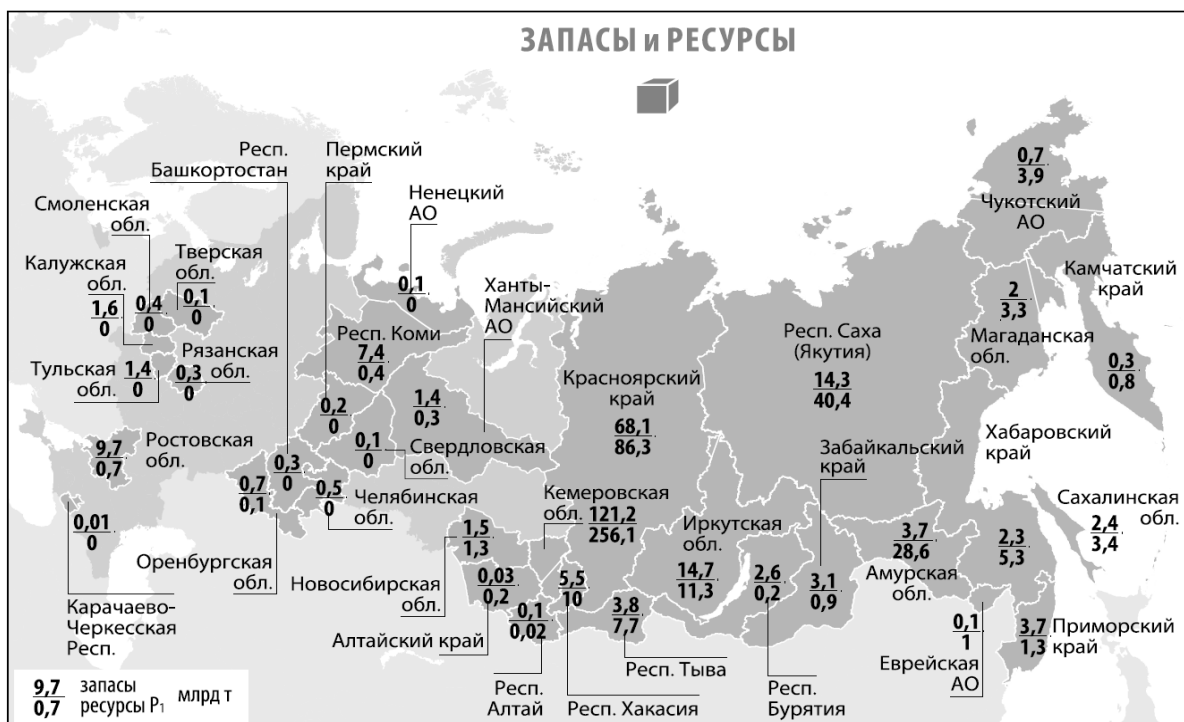 ЗАПАСЫ и РЕСУРСЫ
Респ.
Башкортостан
Пермский
край
Ненецкий
АО
0,1
0
Смоленская
обл.
0,4
0
Тверская
обл.
0,1
0
Калужская
обл.
1,6
0
Ханты-
Мансийский
АО
1,4
0,3
0,7
3,9
Чукотский
АО
Камчатский
край
0,3
0,8
2
3,3
Магаданская
обл.
Респ. Саха
(Якутия)
14,3
40,4
Респ. Коми
7,4
0,4
Рязанская
обл.
0,3
0
Тульская
обл.
1,4
0
Красноярский
край
68,1
86,3
0,2
0
0,1
0
Свердловская
обл.
Ростовская
обл.
9,7
0,7
Забайкальский
край
Хабаровский
край
0,3
0
0,7
0,1
0,5
0
Челябинская
обл.
Кемеровская
обл.
121,2
256,1
Иркутская
обл.
14,7
11,3
Сахалинская
обл.
2,4
3,4
0,01
0
Оренбургская
обл.
1,5
1,3
Новосибирская
обл.
3,7
28,6
Амурская
обл.
2,3
5,3
0,03
0,2
Алтайский край
5,5
10
3,8
7,7
2,6
0,2
3,1
0,9
0,1
0,02
Карачаево-
Черкесская
Респ.
0,1
1
Еврейская
АО
3,7
1,3
Приморский
край
Респ.
Алтай
Респ. Хакасия
Респ. Тыва
Респ.
Бурятия
9,7 запасы
0,7 ресурсы P₁
млрд т